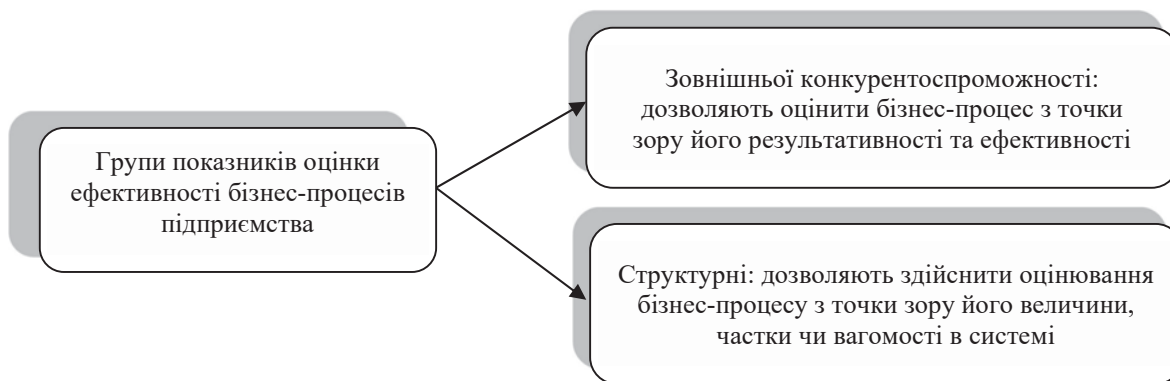 Групи показників оцінки
ефективності бізнес-процесів
підприємства
Зовнішньої конкурентоспроможності:
дозволяють оцінити бізнес-процес з точки
зору його результативності та ефективності
Структурні: дозволяють здійснити оцінювання
бізнес-процесу з точки зору його величини,
частки чи вагомості в системі